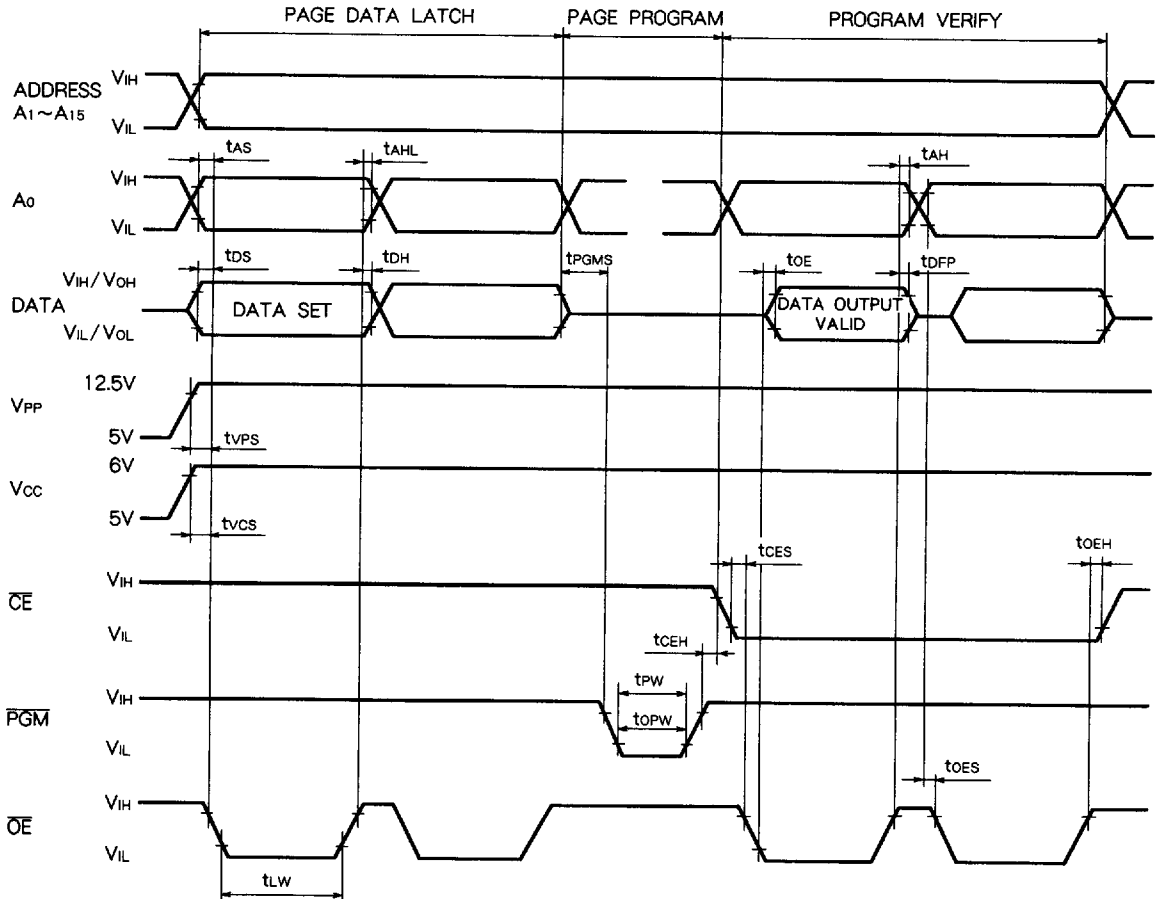 PAGE DATA LATCH PAGE PROGRAM PROGRAM VERIFY
ADDRESS
A1~A15
VIH
VIL
tAS tAHL tAH
A0
VIH
VIL
tDS tDH tPGMS tOE tDFP
DATA
VIH/VOH
VIL/VOL
DATA SET
DATA OUTPUT
VALID
VPP
12.5V
5V
tVPS
VCC
6V
5V
tVCS
tCES tOEH
CE
VIH
VIL
tCEH
PGM
VIH
VIL
tPW
tOPW
tOES
OE
VIH
VIL
tLW